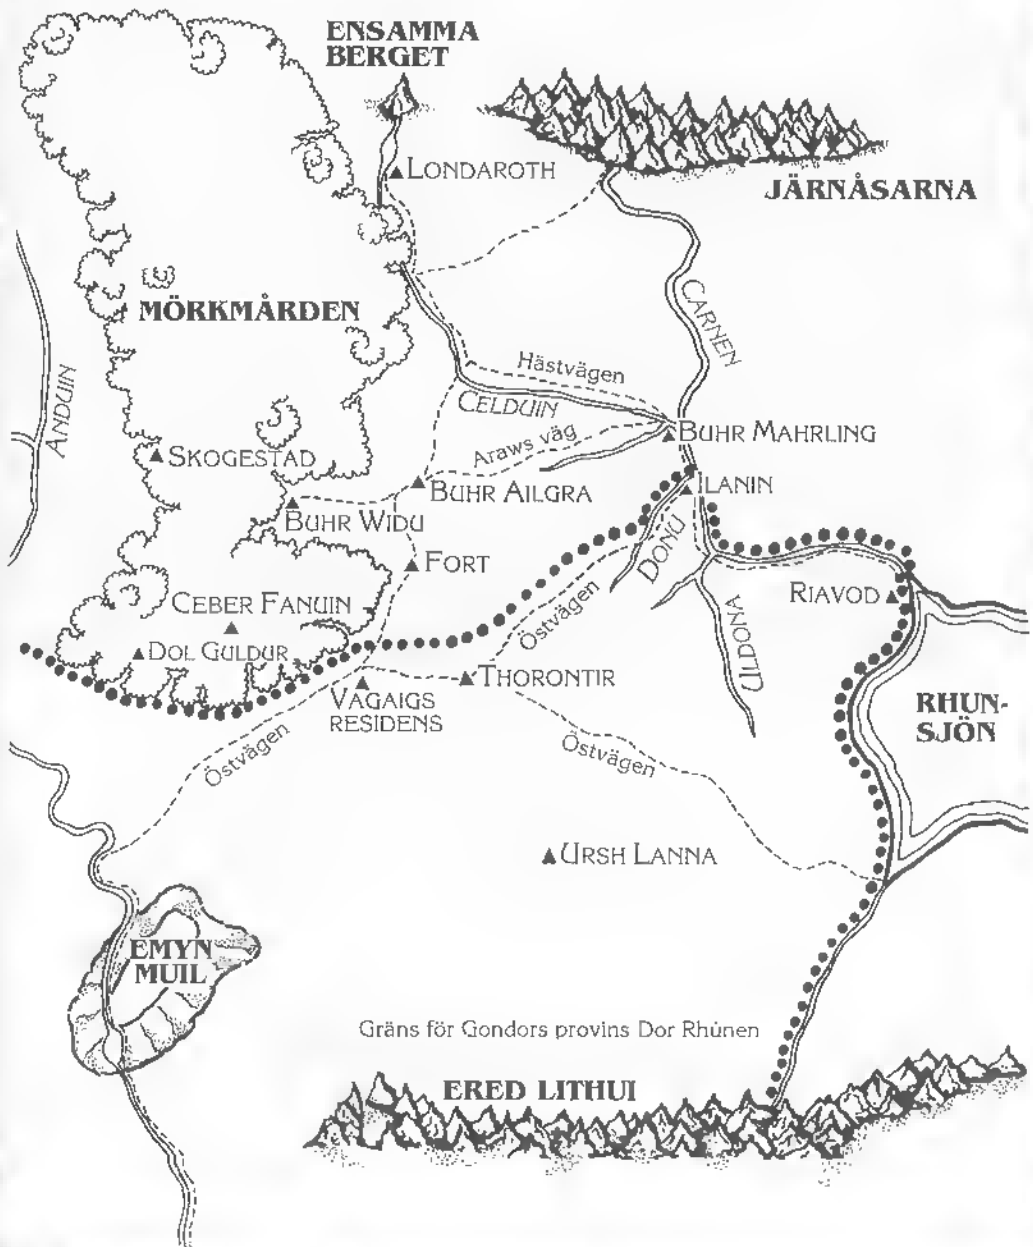 ENSAMMA
BERGET
LONDAROTH
JÄRNÅSARNA
MÖRKMÅRDEN
CARNEN
ANDUIN
Hästvägen
CELDUIN
Araws väg
BUHR MAHRLING
SKOGESTAD
BUHR AILGRA
ILANIN
BUHR WIDU
DONÛ
FORT
CEBER FANUIN
RIAVOD
Östvägen
ÛLDONA
DOL GULDUR
THORONTIR
VAGAIGS
RESIDENS
RHUN-
SJÖN
Östvägen
Östvägen
URSH LANNA
EMYN
MUIL
Gräns för Gondors provins Dor Rhûnen
ERED LITHUI